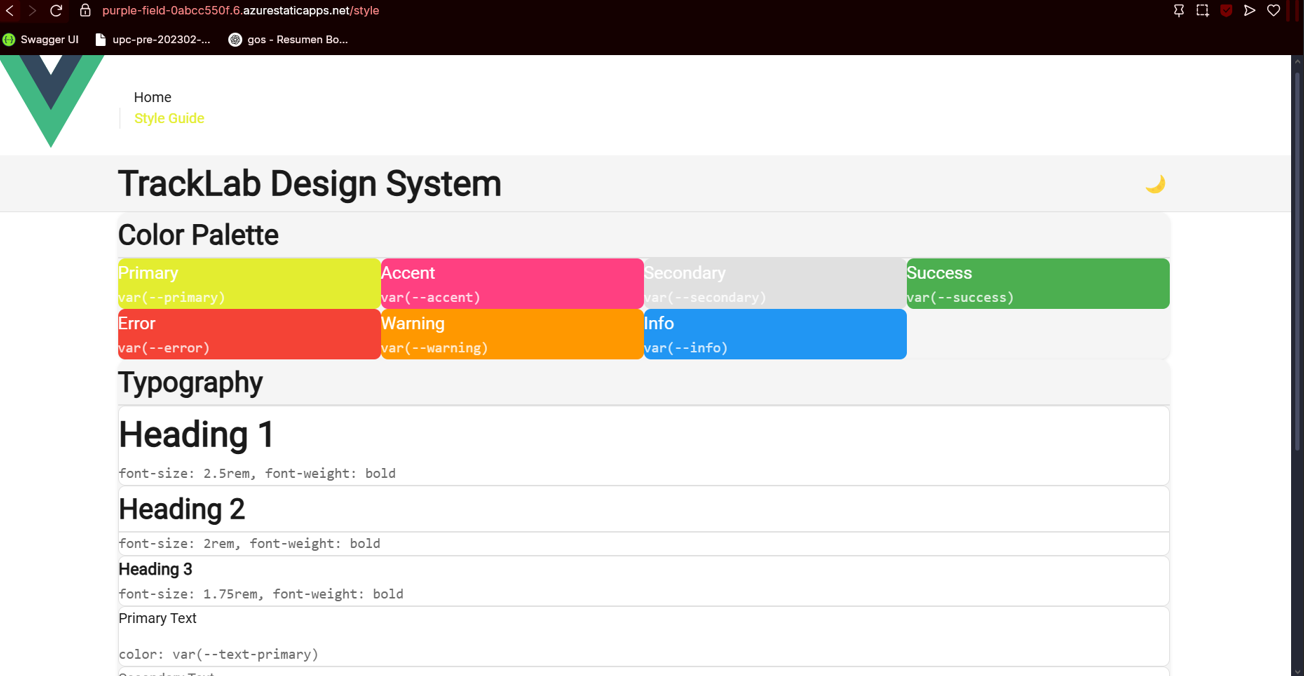 purple-field-0abcc550f.6.azurestaticapps.net/style
Swagger UI upc-pre-202302-... gos - Resumen Bo...
Home
Style Guide
TrackLab Design System
Color Palette
Primary Accent Secondary Success
var(--primary) var(--accent) var(--secondary) var(--success)
Error Warning Info
var(--error) var(--warning) var(--info)
Typography
Heading 1
font-size: 2.5rem, font-weight: bold
Heading 2
font-size: 2rem, font-weight: bold
Heading 3
font-size: 1.75rem, font-weight: bold
Primary Text
color: var(--text-primary)